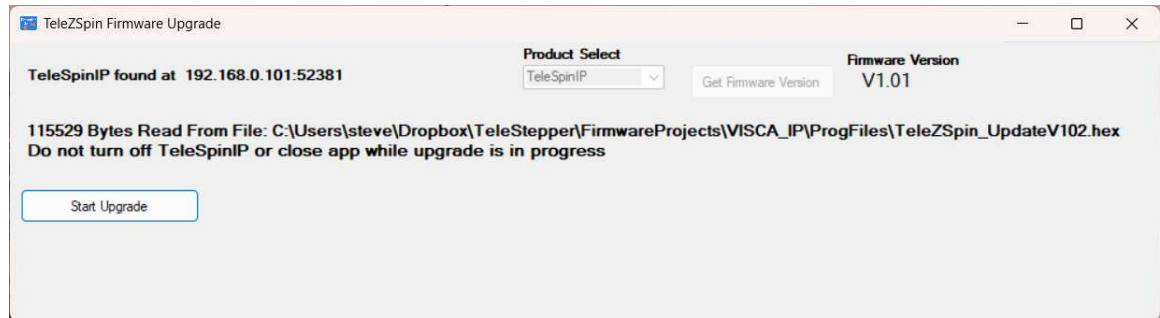 TeleZSpin Firmware Upgrade
Product Select
TeleSpinIP found at 192.168.0.101:52381
TeleSpinIP
Get Firmware Version
Firmware Version
V1.01
115529 Bytes Read From File: C:\Users\steve\Dropbox\TeleStepper\FirmwareProjects\VISCA_IP\ProgFiles\TeleZSpin_UpdateV102.hex
Do not turn off TeleSpinIP or close app while upgrade is in progress
Start Upgrade